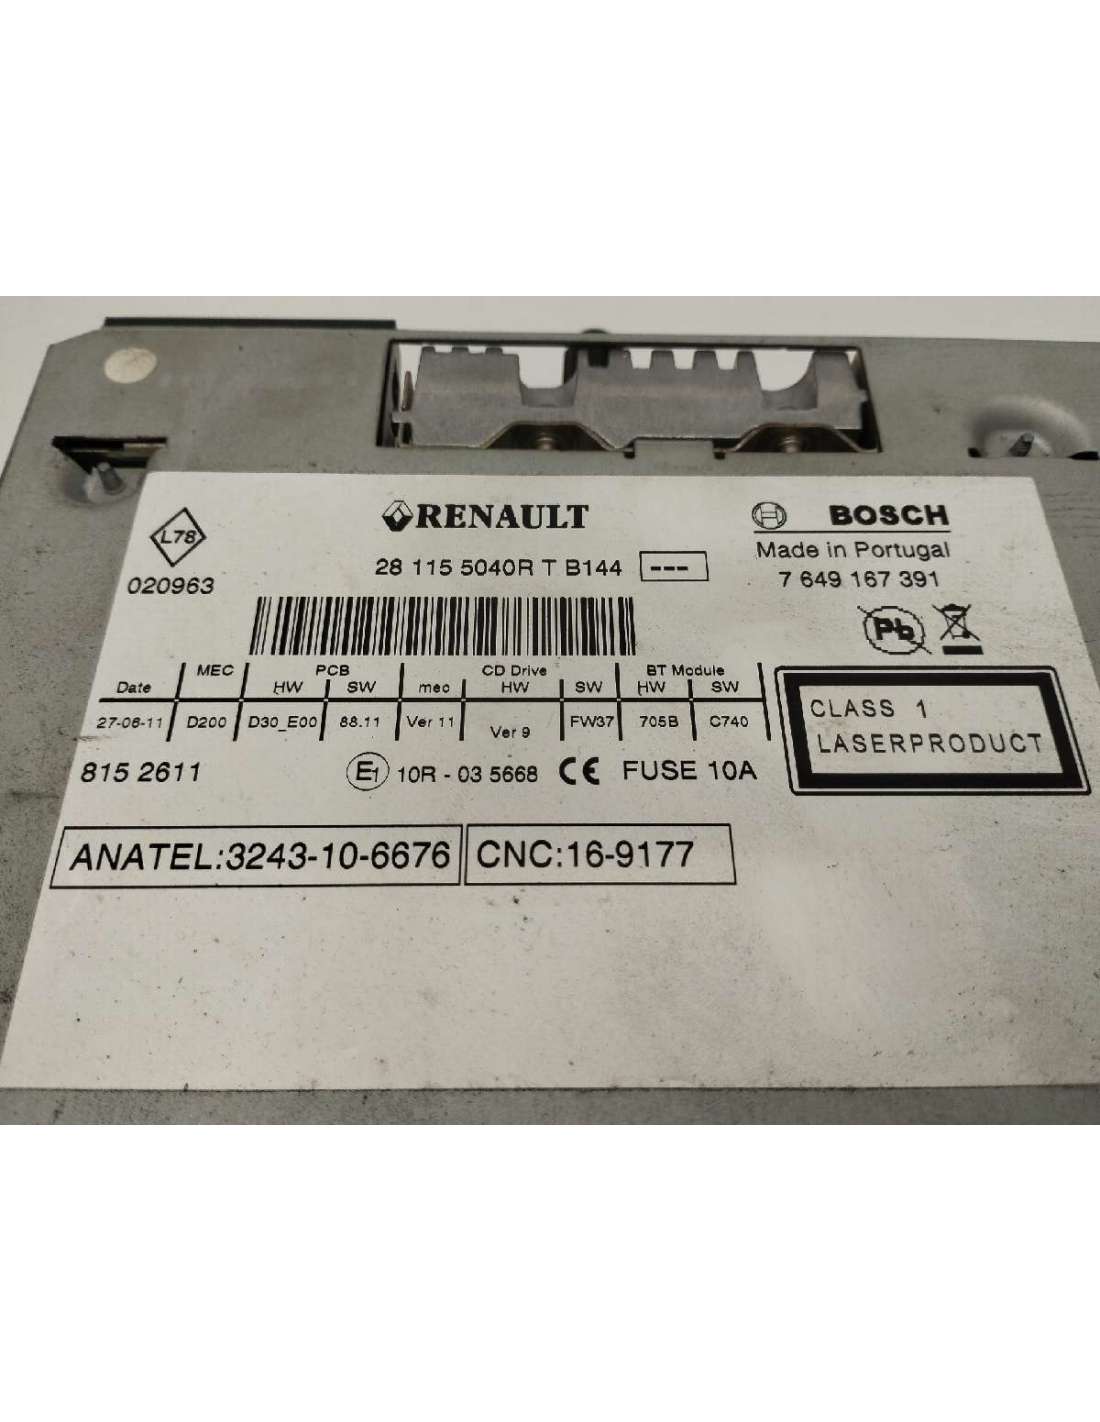 L78
020963
RENAULT
28 115 5040R T B144 ---
BOSCH
Made in Portugal
7 649 167 391
Pb
MEC PCB CD Drive BT Module
Date HW SW mec HW SW HW SW
27-06-11 D200 D30_E00 88.11 Ver 11 Ver 9 FW37 705B C740
CLASS 1
LASERPRODUCT
815 2611 E1 10R - 03 5668 CE FUSE 10A
ANATEL:3243-10-6676 CNC:16-9177